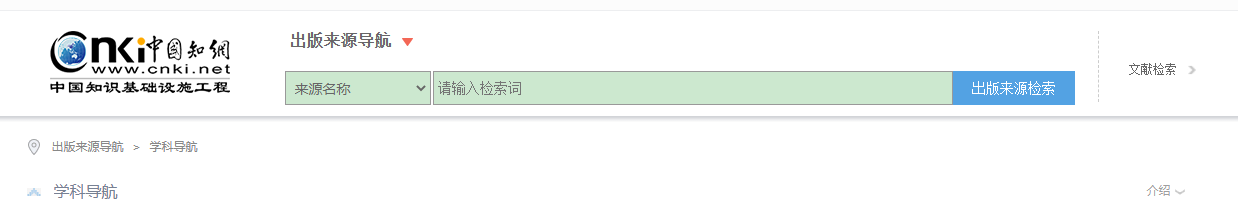 出版来源导航
cnki中国知網
www.cnki.net
中国知识基础设施工程
来源名称 请输入检索词 出版来源检索
文献检索 >
出版来源导航 > 学科导航
学科导航
介绍